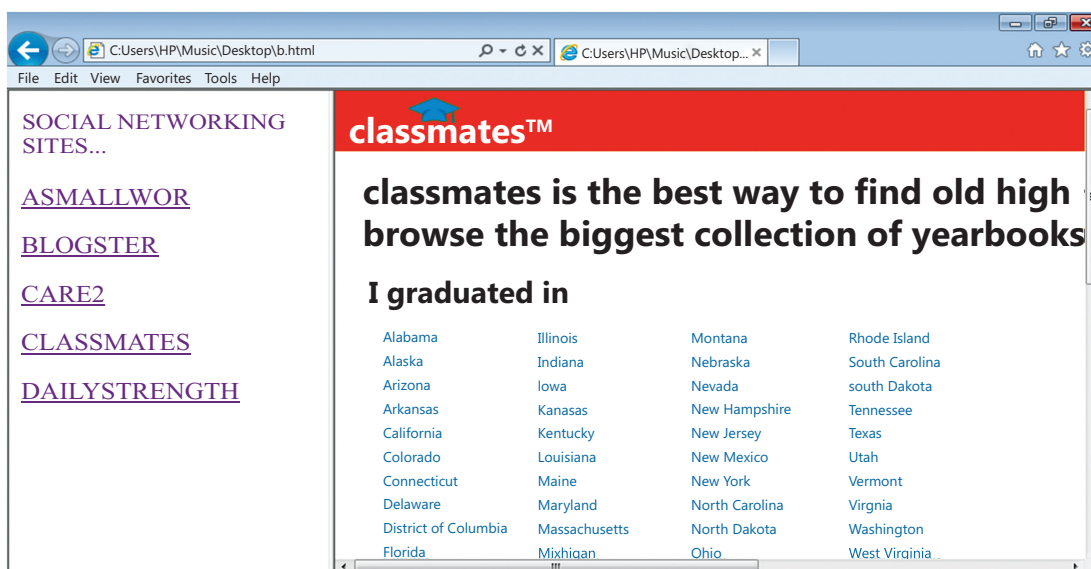 C:Users\HP\Music\Desktop\b.html
C:Users\HP\Music\Desktop...
File Edit View Favorites Tools Help
SOCIAL NETWORKING
SITES...
ASMALLWOR
BLOGSTER
CARE2
CLASSMATES
DAILYSTRENGTH
classmates™
classmates is the best way to find old high
browse the biggest collection of yearbooks
I graduated in
Alabama Illinois Montana Rhode Island
Alaska Indiana Nebraska South Carolina
Arizona Iowa Nevada south Dakota
Arkansas Kanasas New Hampshire Tennessee
California Kentucky New Jersey Texas
Colorado Louisiana New Mexico Utah
Connecticut Maine New York Vermont
Delaware Maryland North Carolina Virgnia
District of Columbia Massachusetts North Dakota Washington
Florida Mixhigan Ohio West Virginia